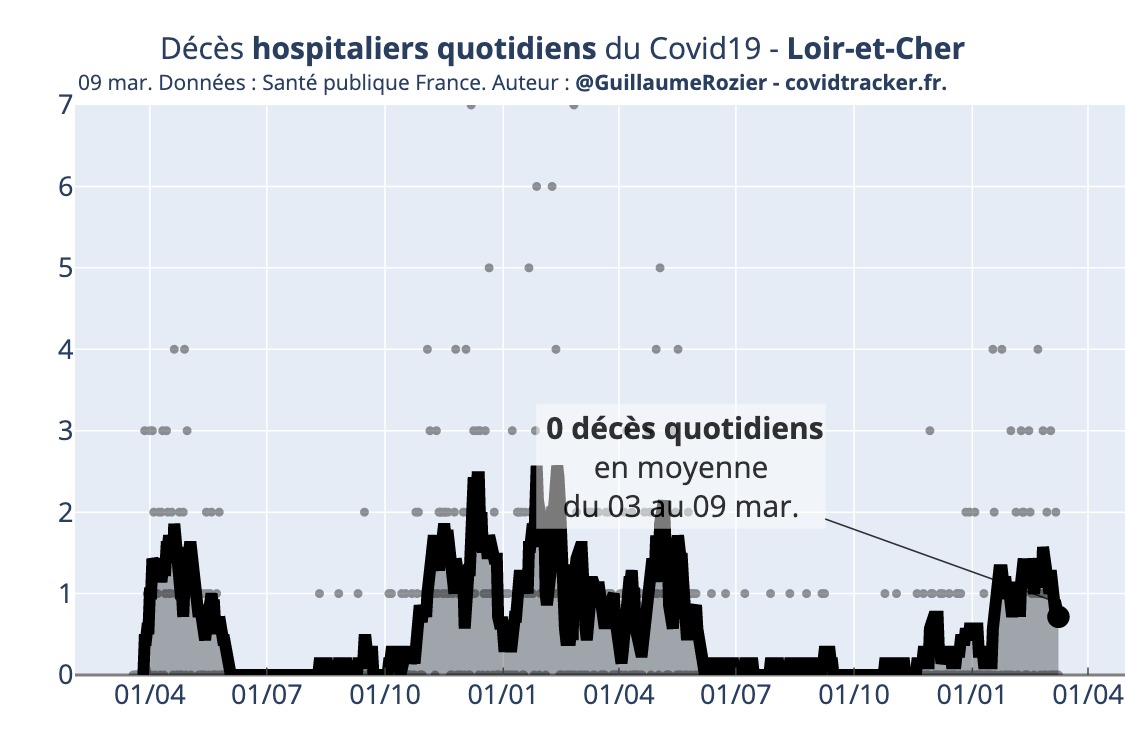 Décès hospitaliers quotidiens du Covid19 - Loir-et-Cher
09 mar. Données : Santé publique France. Auteur : @GuillaumeRozier - covidtracker.fr.
7
6
5
4
3
2
1
0
0 décès quotidiens
en moyenne
du 03 au 09 mar.
01/04 01/07 01/10 01/01 01/04 01/07 01/10 01/01 01/04